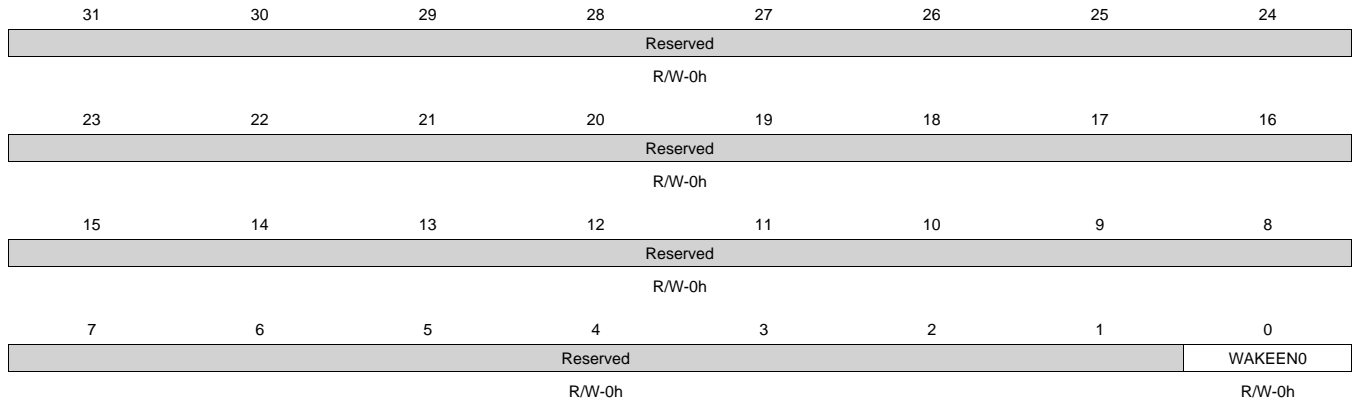 31 30 29 28 27 26 25 24
Reserved
R/W-0h
23 22 21 20 19 18 17 16
Reserved
R/W-0h
15 14 13 12 11 10 9 8
Reserved
R/W-0h
7 6 5 4 3 2 1 0
Reserved WAKEEN0
R/W-0h R/W-0h